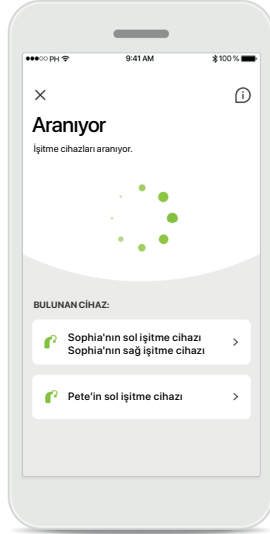 PH 9:41 AM 100 %
Aranıyor
İşitme cihazları aranıyor.
BULUNAN CİHAZ:
Sophia'nın sol işitme cihazı
Sophia'nın sağ işitme cihazı
Pete'in sol işitme cihazı